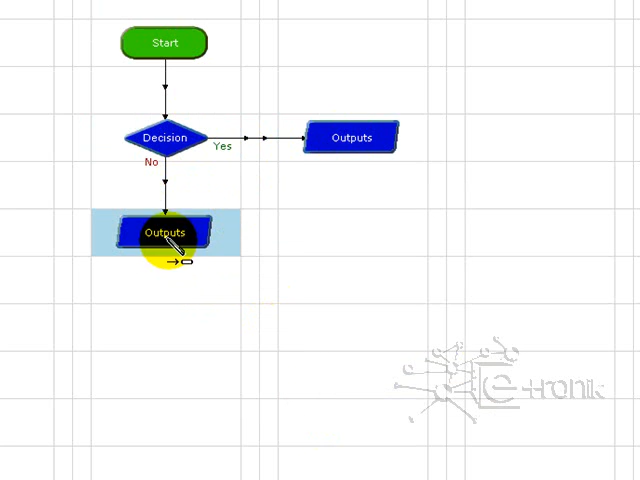 Start
Decision
Yes
Outputs
No
Outputs
e-tronik